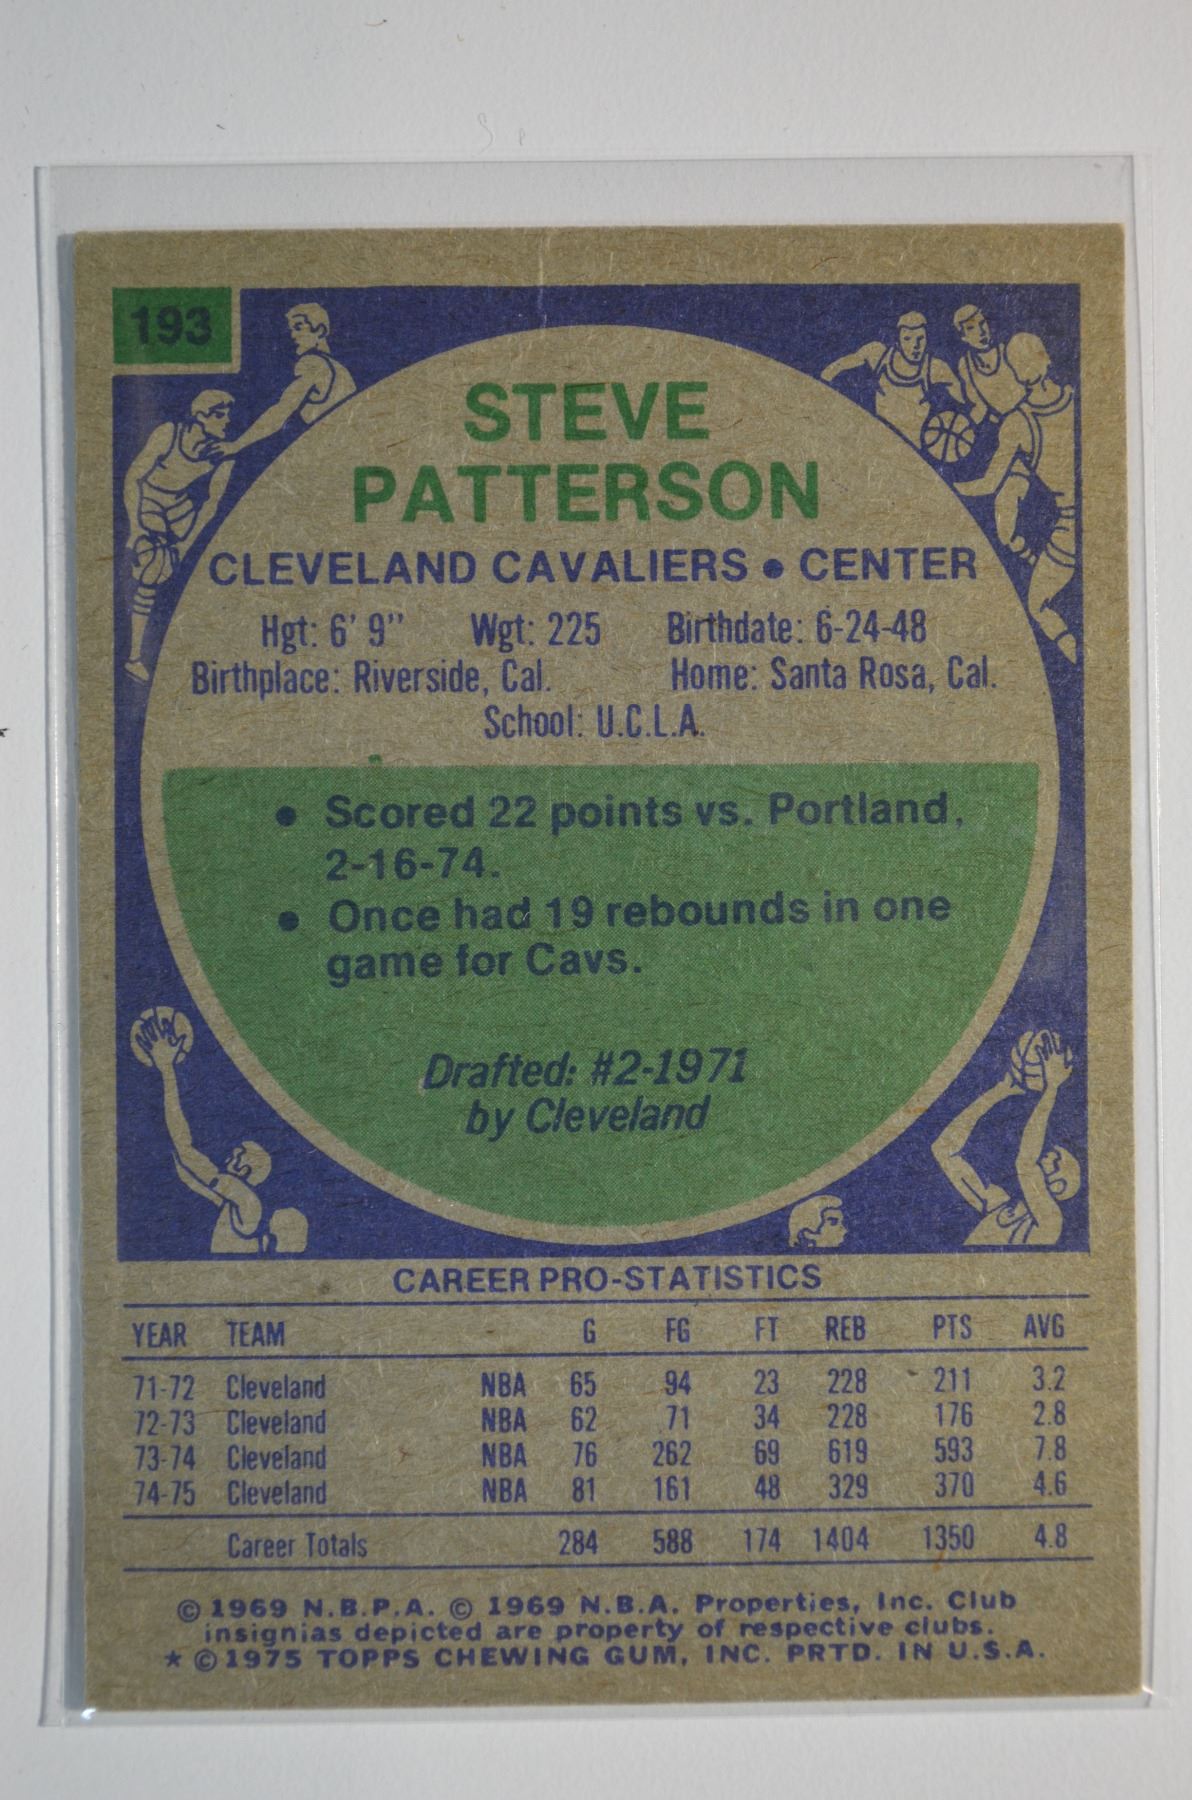 193
STEVE
PATTERSON
CLEVELAND CAVALIERS • CENTER
Hgt: 6' 9" Wgt: 225 Birthdate: 6-24-48
Birthplace: Riverside, Cal. Home: Santa Rosa, Cal.
School: U.C.L.A.
• Scored 22 points vs. Portland,
2-16-74.
• Once had 19 rebounds in one
game for Cavs.
Drafted: #2-1971
by Cleveland
CAREER PRO-STATISTICS
YEAR TEAM G FG FT REB PTS AVG
71-72 Cleveland NBA 65 94 23 228 211 3.2
72-73 Cleveland NBA 62 71 34 228 176 2.8
73-74 Cleveland NBA 76 262 69 619 593 7.8
74-75 Cleveland NBA 81 161 48 329 370 4.6
Career Totals 284 588 174 1404 1350 4.8
© 1969 N.B.P.A. © 1969 N.B.A. Properties, Inc. Club
insignias depicted are property of respective clubs.
* © 1975 TOPPS CHEWING GUM, INC. PRTD. IN U.S.A.